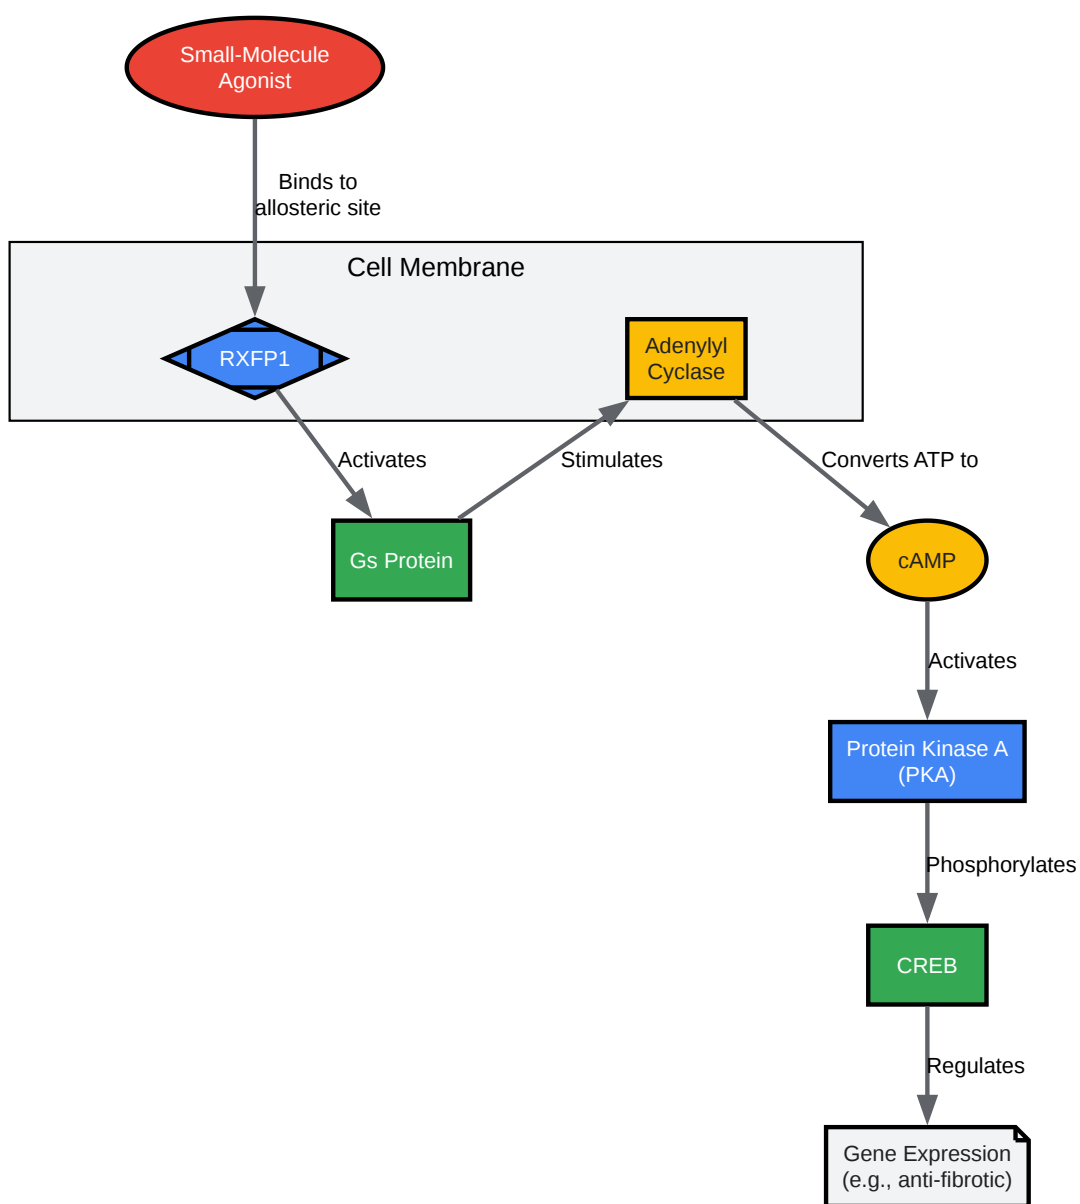 Small-Molecule
Agonist
Binds to
allosteric site
Cell Membrane
RXFP1
Adenylyl
Cyclase
Activates
Stimulates
Converts ATP to
Gs Protein
cAMP
Activates
Protein Kinase A
(PKA)
Phosphorylates
CREB
Regulates
Gene Expression
(e.g., anti-fibrotic)